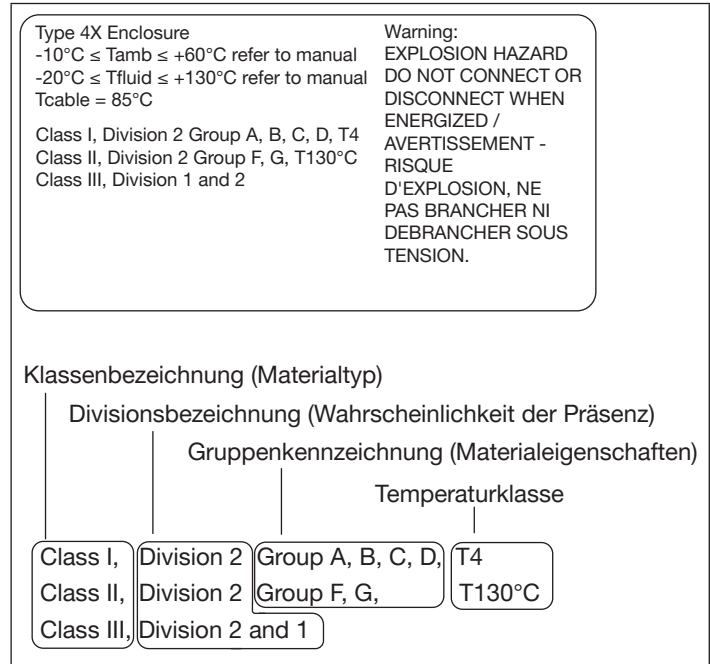 Type 4X Enclosure
-10°C ≤ Tamb ≤ +60°C refer to manual
-20°C ≤ Tfluid ≤ +130°C refer to manual
Tcable = 85°C
Class I, Division 2 Group A, B, C, D, T4
Class II, Division 2 Group F, G, T130°C
Class III, Division 1 and 2
Warning:
EXPLOSION HAZARD
DO NOT CONNECT OR
DISCONNECT WHEN
ENERGIZED /
AVERTISSEMENT -
RISQUE
D'EXPLOSION, NE
PAS BRANCHER NI
DEBRANCHER SOUS
TENSION.
Klassenbezeichnung (Materialtyp)
Divisionsbezeichnung (Wahrscheinlichkeit der Präsenz)
Gruppenkennzeichnung (Materialeigenschaften)
Temperaturklasse
Class I, Division 2 Group A, B, C, D, T4
Class II, Division 2 Group F, G, T130°C
Class III, Division 2 and 1